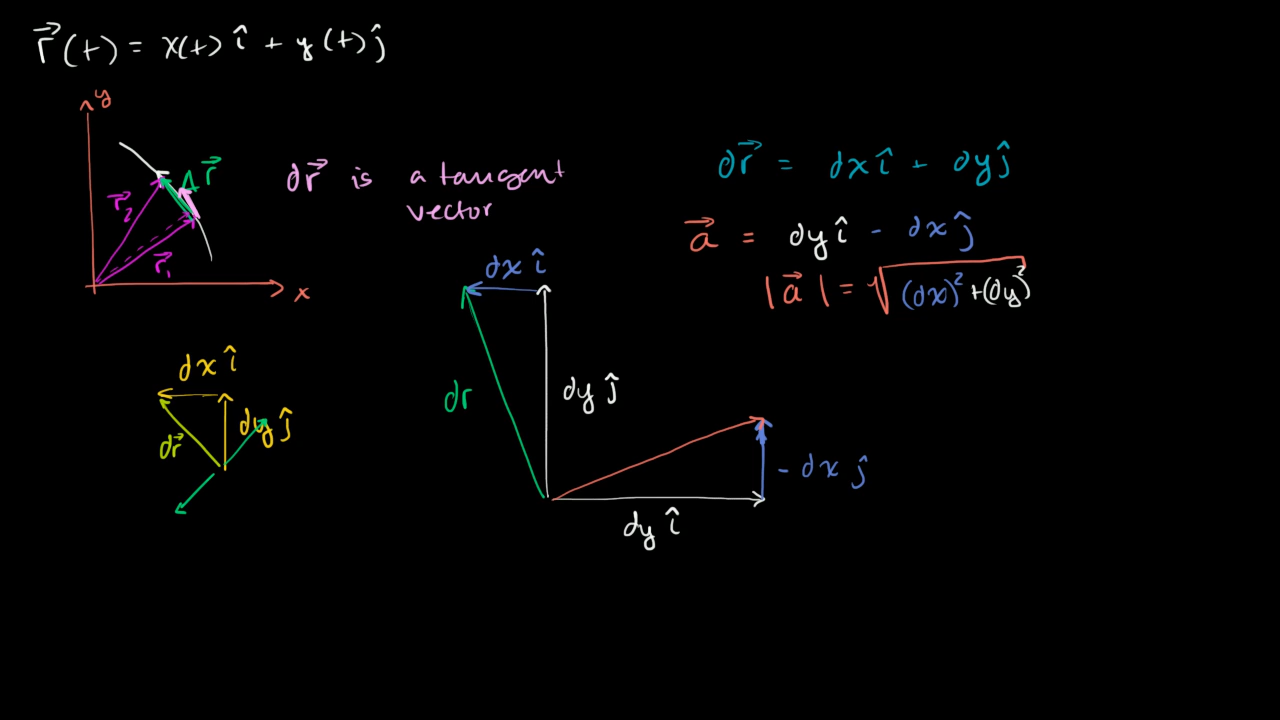 r⃗(t) = x(t) î + y(t) ĵ
y
Δr⃗
r⃗₂
r⃗₁
x
dr⃗ is a tangent
vector
dr⃗ = dx î + dy ĵ
a⃗ = dy î - dx ĵ
|a⃗| = √((dx)² + (dy)²)
dx î
dr
dy ĵ
- dx ĵ
dy î
dx î
dr⃗
dy ĵ